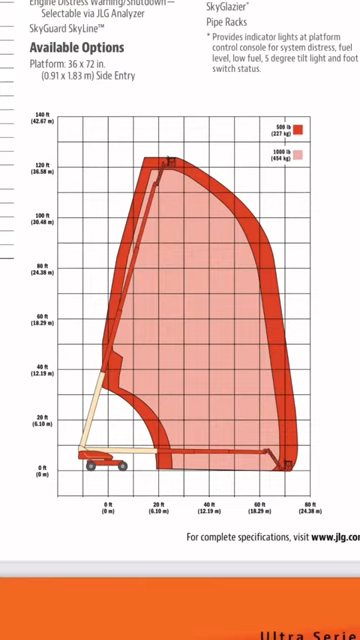 Engine Distress Warning/Shutdown—
Selectable via JLG Analyzer
SkyGuard SkyLine™
Available Options
Platform: 36 x 72 in.
(0.91 x 1.83 m) Side Entry
SkyGlazier*
Pipe Racks
* Provides indicator lights at platform
control console for system distress, fuel
level, low fuel, 5 degree tilt light and foot
switch status.
140 ft
(42.67 m)
120 ft
(36.58 m)
100 ft
(30.48 m)
80 ft
(24.38 m)
60 ft
(18.29 m)
40 ft
(12.19 m)
20 ft
(6.10 m)
0 ft
(0 m)
500 lb
(227 kg)
1000 lb
(454 kg)
0 ft
(0 m)
20 ft
(6.10 m)
40 ft
(12.19 m)
60 ft
(18.29 m)
80 ft
(24.38 m)
For complete specifications, visit www.jlg.co
Ultra Serie